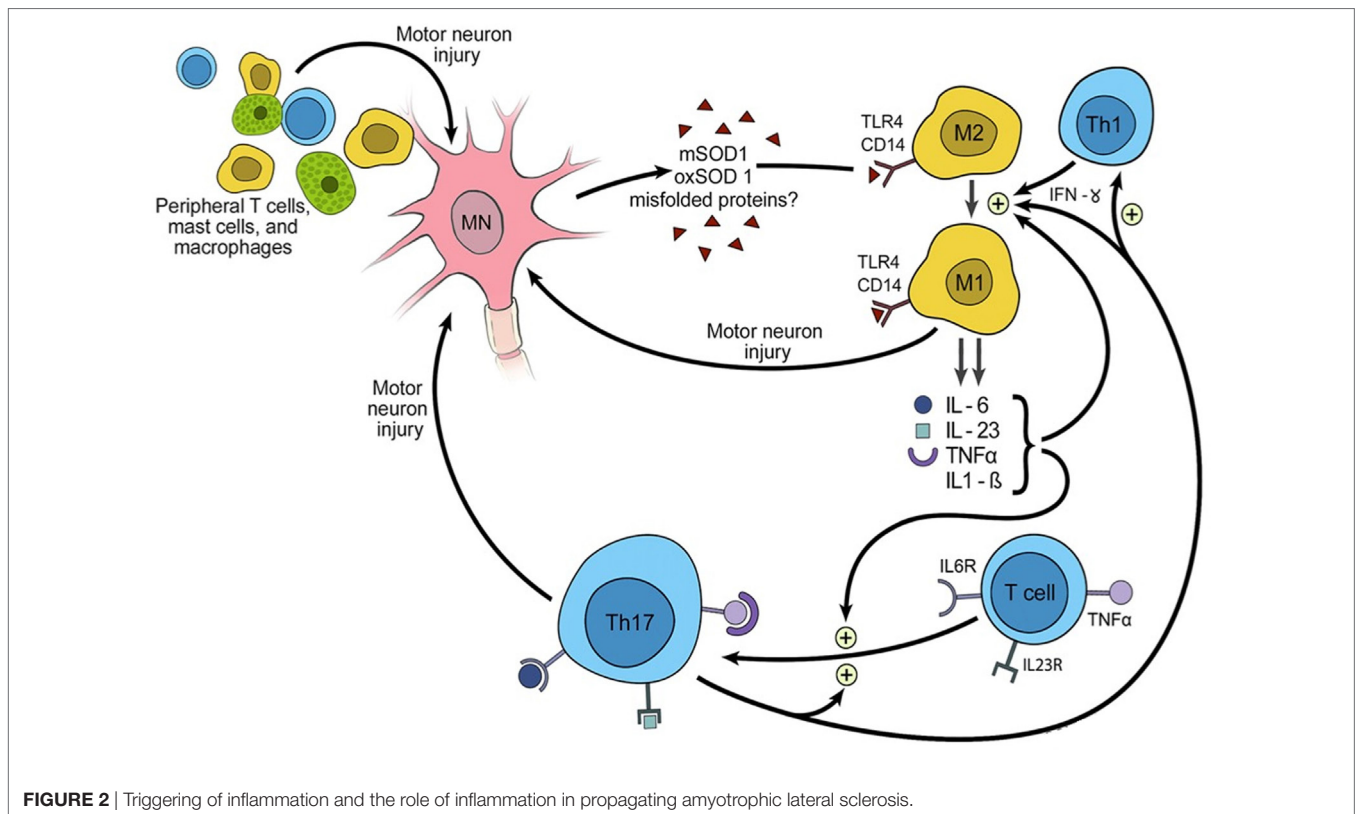 Motor neuron
injury
Peripheral T cells,
mast cells, and
macrophages
MN
mSOD1
oxSOD 1
misfolded proteins?
TLR4
CD14
M2
Th1
+
IFN - ɤ
+
TLR4
CD14
M1
Motor neuron
injury
Motor
neuron
injury
IL - 6
IL - 23
TNFα
IL1 - ß
IL6R
T cell
TNFα
IL23R
Th17
+
+
FIGURE 2 | Triggering of inflammation and the role of inflammation in propagating amyotrophic lateral sclerosis.